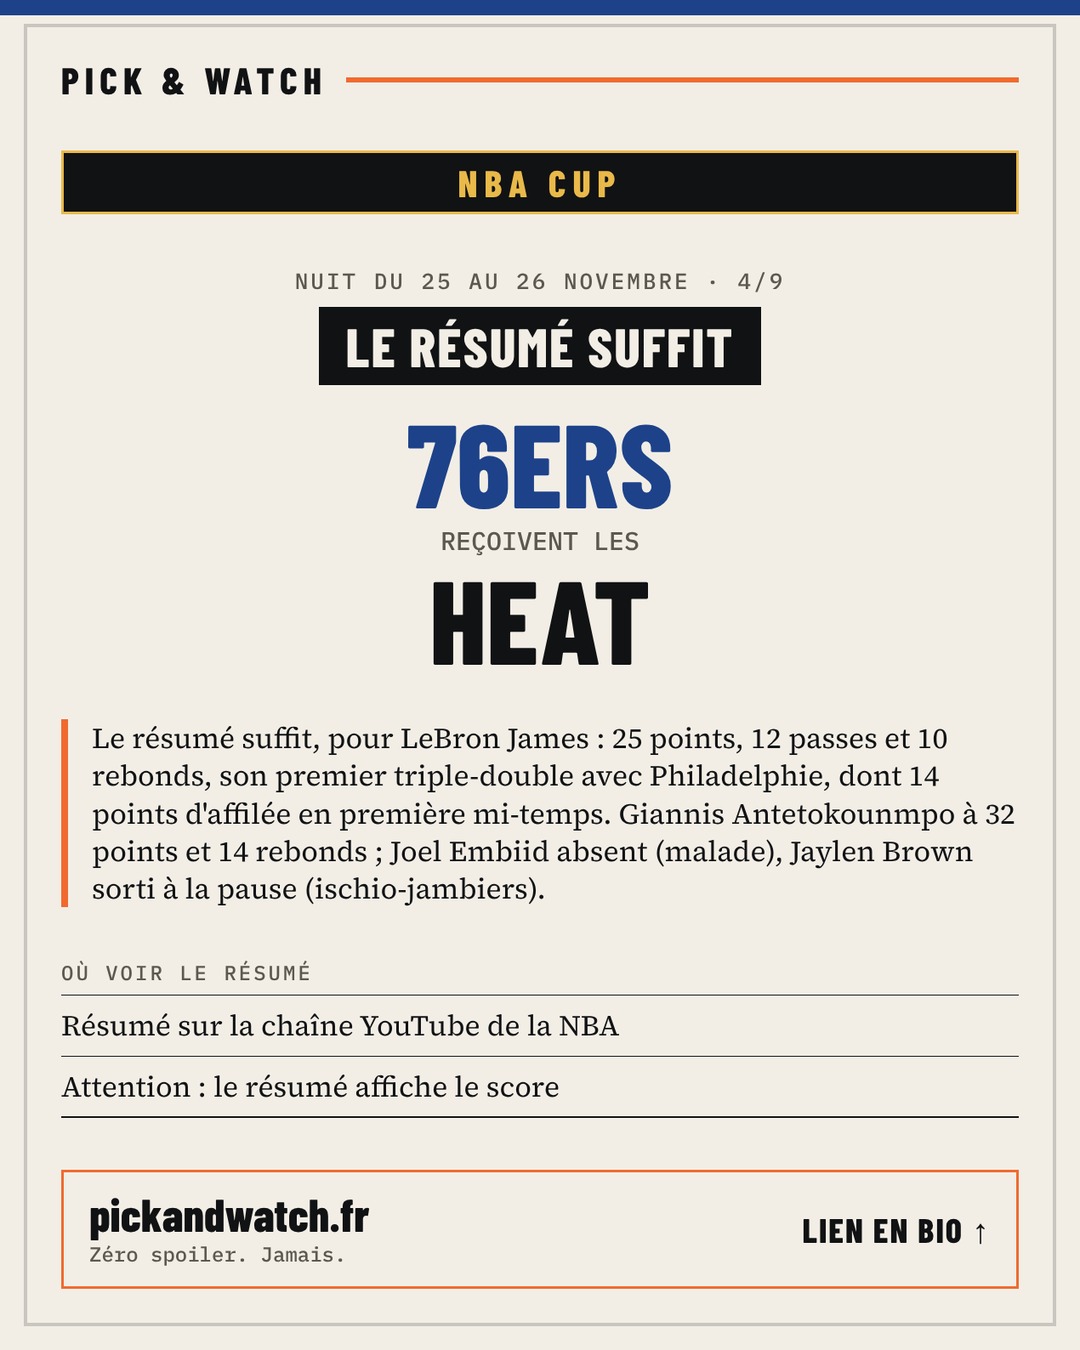 PICK & WATCH
NBA CUP
NUIT DU 25 AU 26 NOVEMBRE · 4/9
LE RÉSUMÉ SUFFIT
76ERS
REÇOIVENT LES
HEAT
Le résumé suffit, pour LeBron James : 25 points, 12 passes et 10
rebonds, son premier triple-double avec Philadelphie, dont 14
points d'affilée en première mi-temps. Giannis Antetokounmpo à 32
points et 14 rebonds ; Joel Embiid absent (malade), Jaylen Brown
sorti à la pause (ischio-jambiers).
OÙ VOIR LE RÉSUMÉ
Résumé sur la chaîne YouTube de la NBA
Attention : le résumé affiche le score
pickandwatch.fr
Zéro spoiler. Jamais.
LIEN EN BIO ↑